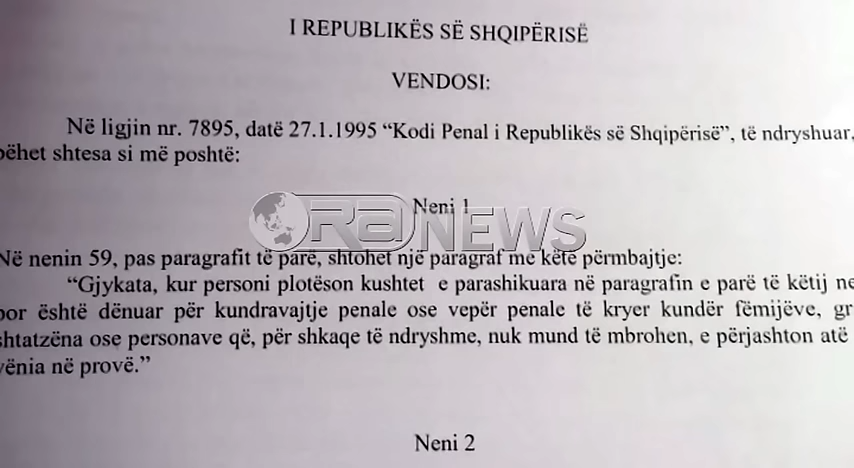 I REPUBLIKËS SË SHQIPËRISË
VENDOSI:
Në ligjin nr. 7895, datë 27.1.1995 “Kodi Penal i Republikës së Shqipërisë”, të ndryshuar,
bëhet shtesa si më poshtë:
Neni 1
Ora NEWS
Në nenin 59, pas paragrafit të parë, shtohet një paragraf me këtë përmbajtje:
“Gjykata, kur personi plotëson kushtet e parashikuara në paragrafin e parë të këtij ne
por është dënuar për kundravajtje penale ose vepër penale të kryer kundër fëmijëve, gr
shtatzëna ose personave që, për shkaqe të ndryshme, nuk mund të mbrohen, e përjashton atë
vënia në provë.”
Neni 2